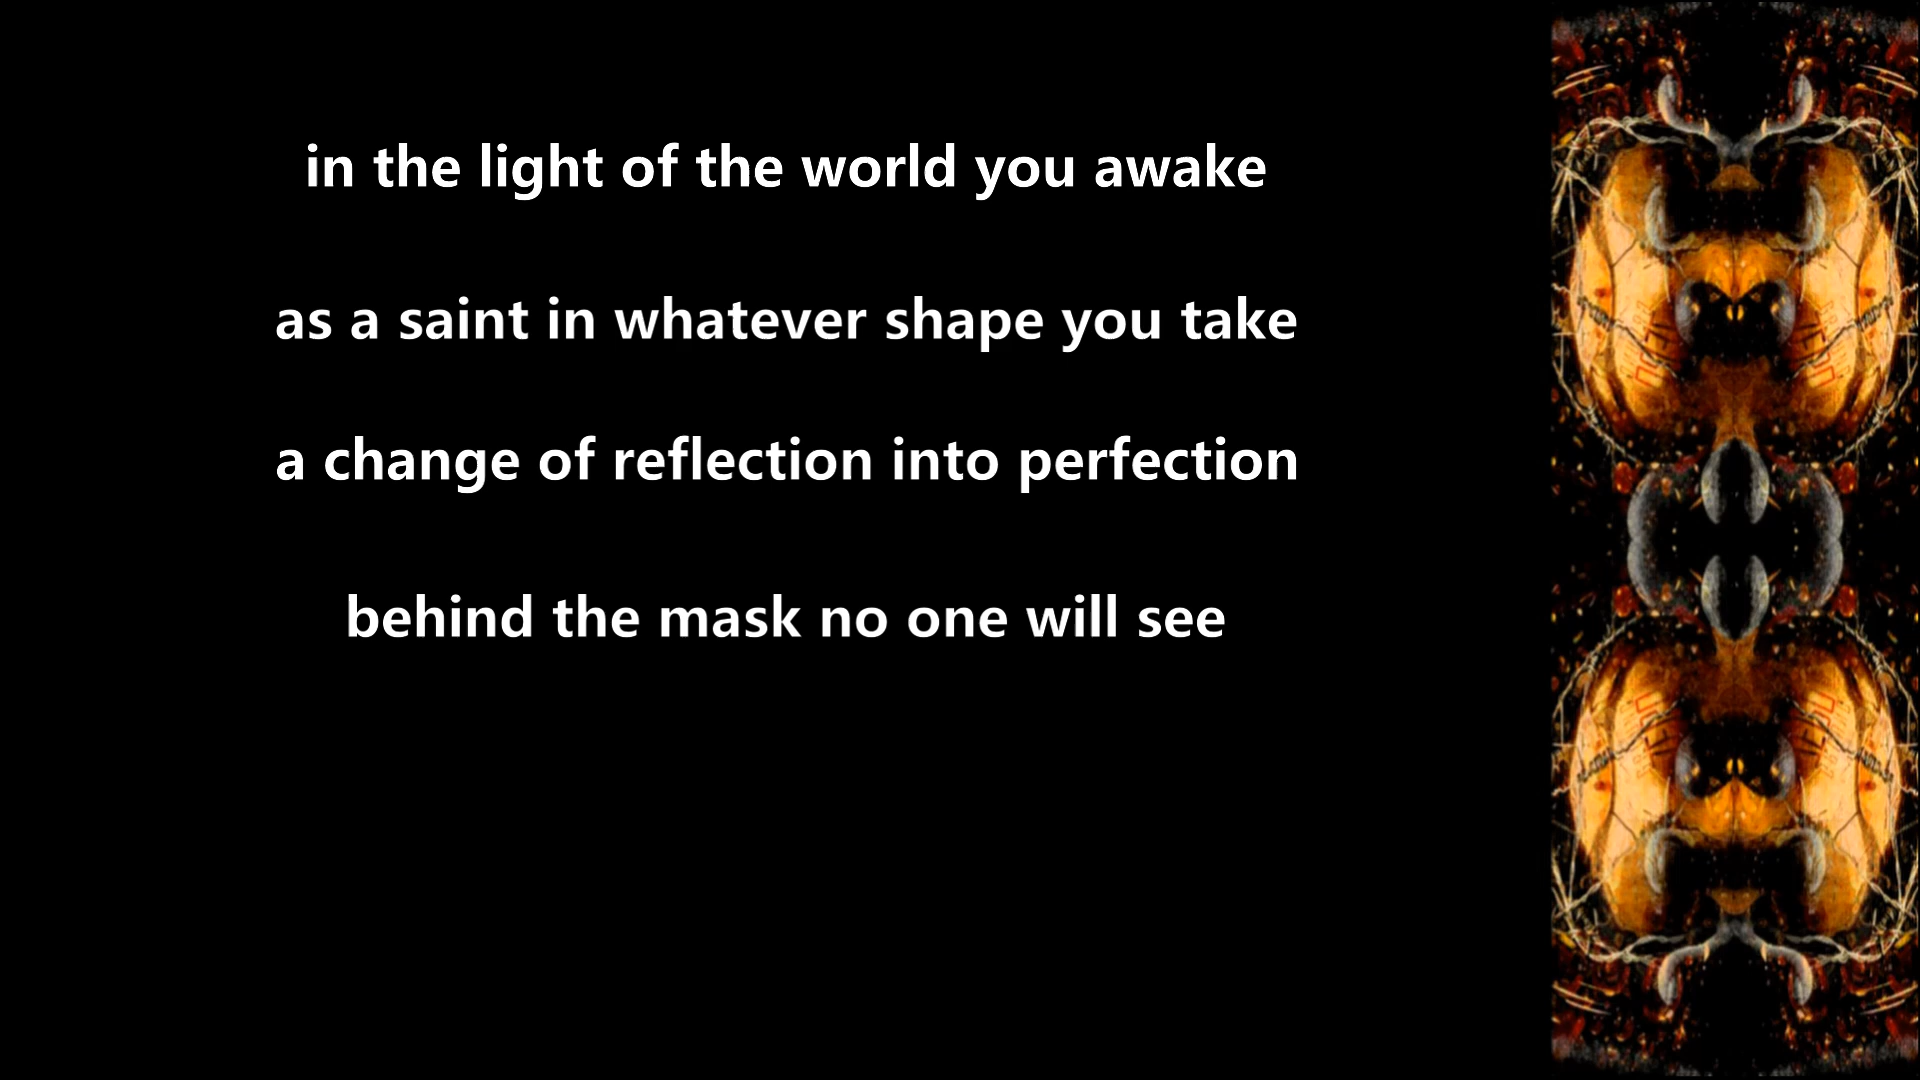 in the light of the world you awake
as a saint in whatever shape you take
a change of reflection into perfection
behind the mask no one will see